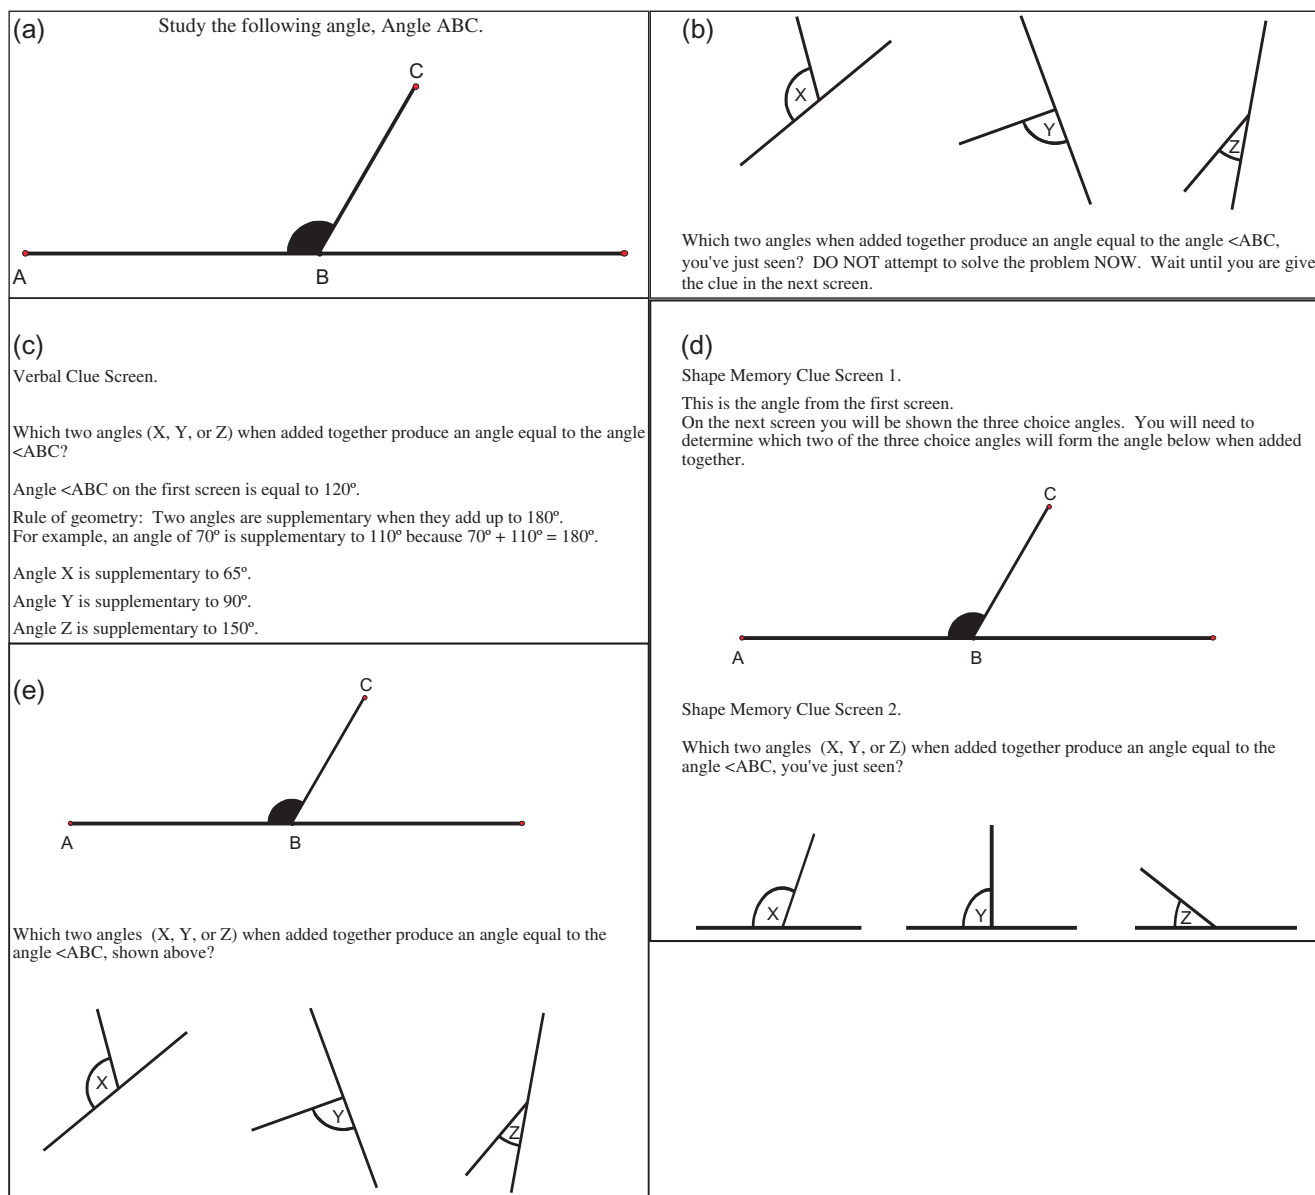 (a)
Study the following angle, Angle ABC.
C
A
B
(b)
X
Y
Z
Which two angles when added together produce an angle equal to the angle <ABC,
you've just seen? DO NOT attempt to solve the problem NOW. Wait until you are give
the clue in the next screen.
(c)
Verbal Clue Screen.
Which two angles (X, Y, or Z) when added together produce an angle equal to the angle
<ABC?
Angle <ABC on the first screen is equal to 120º.
Rule of geometry: Two angles are supplementary when they add up to 180º.
For example, an angle of 70º is supplementary to 110º because 70º + 110º = 180º.
Angle X is supplementary to 65º.
Angle Y is supplementary to 90º.
Angle Z is supplementary to 150º.
(d)
Shape Memory Clue Screen 1.
This is the angle from the first screen.
On the next screen you will be shown the three choice angles. You will need to
determine which two of the three choice angles will form the angle below when added
together.
C
A
B
Shape Memory Clue Screen 2.
Which two angles (X, Y, or Z) when added together produce an angle equal to the
angle <ABC, you've just seen?
X
Y
Z
(e)
C
A
B
Which two angles (X, Y, or Z) when added together produce an angle equal to the
angle <ABC, shown above?
X
Y
Z